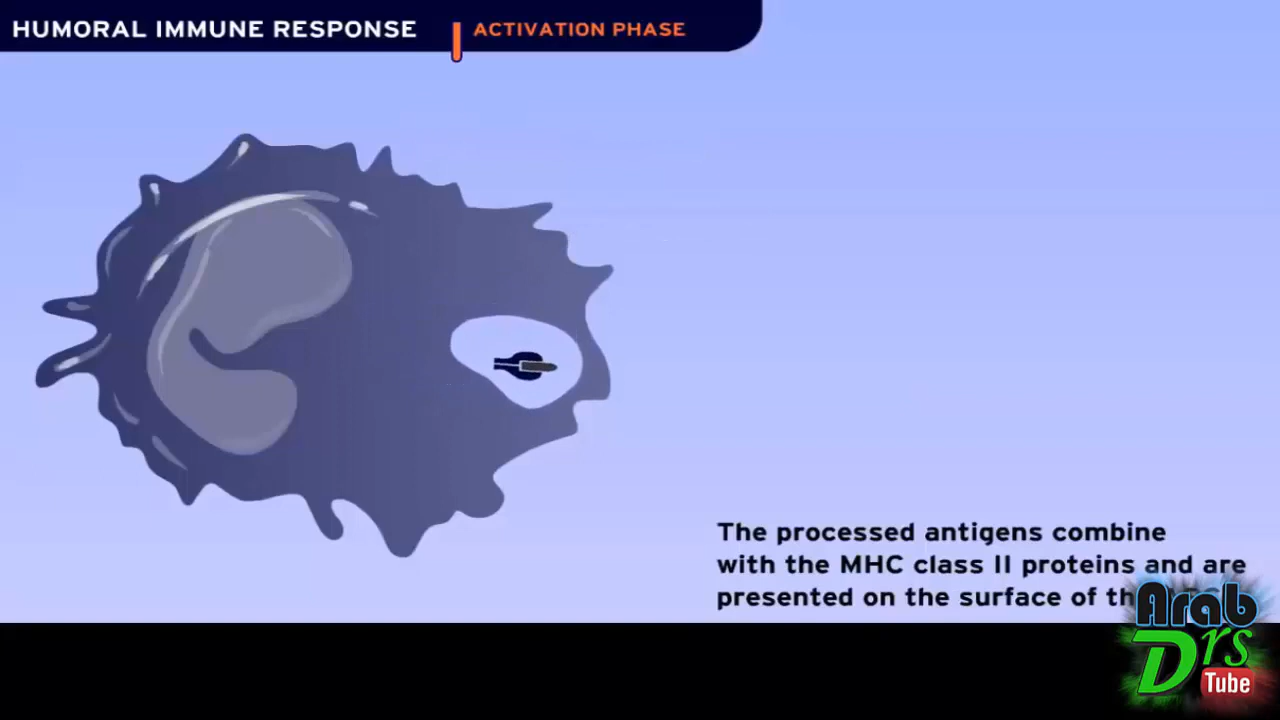 HUMORAL IMMUNE RESPONSE
ACTIVATION PHASE
The processed antigens combine
with the MHC class II proteins and are
presented on the surface of
Arab
Drs
Tube